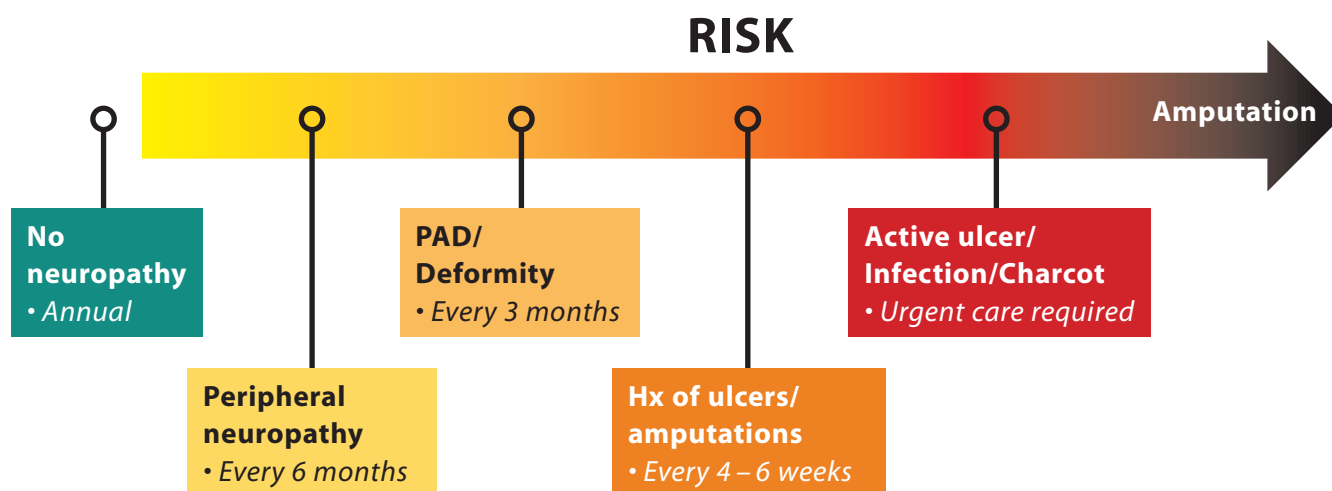 RISK
Amputation
No
neuropathy
• Annual
Peripheral
neuropathy
• Every 6 months
PAD/
Deformity
• Every 3 months
Hx of ulcers/
amputations
• Every 4 – 6 weeks
Active ulcer/
Infection/Charcot
• Urgent care required